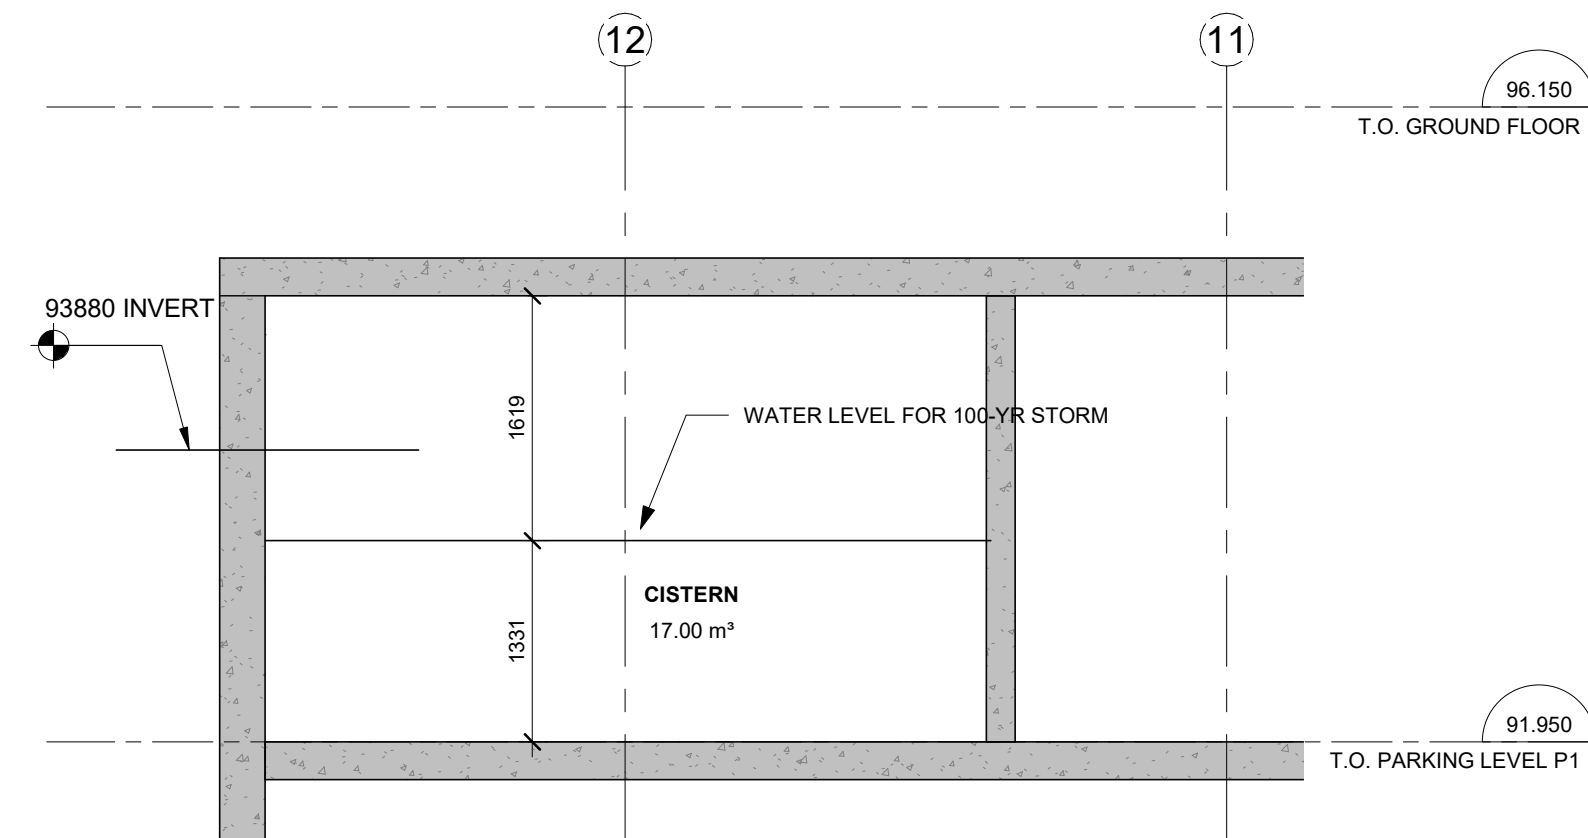 12
11
96.150
T.O. GROUND FLOOR
93880 INVERT
1619
WATER LEVEL FOR 100-YR STORM
CISTERN
17.00 m³
1331
91.950
T.O. PARKING LEVEL P1